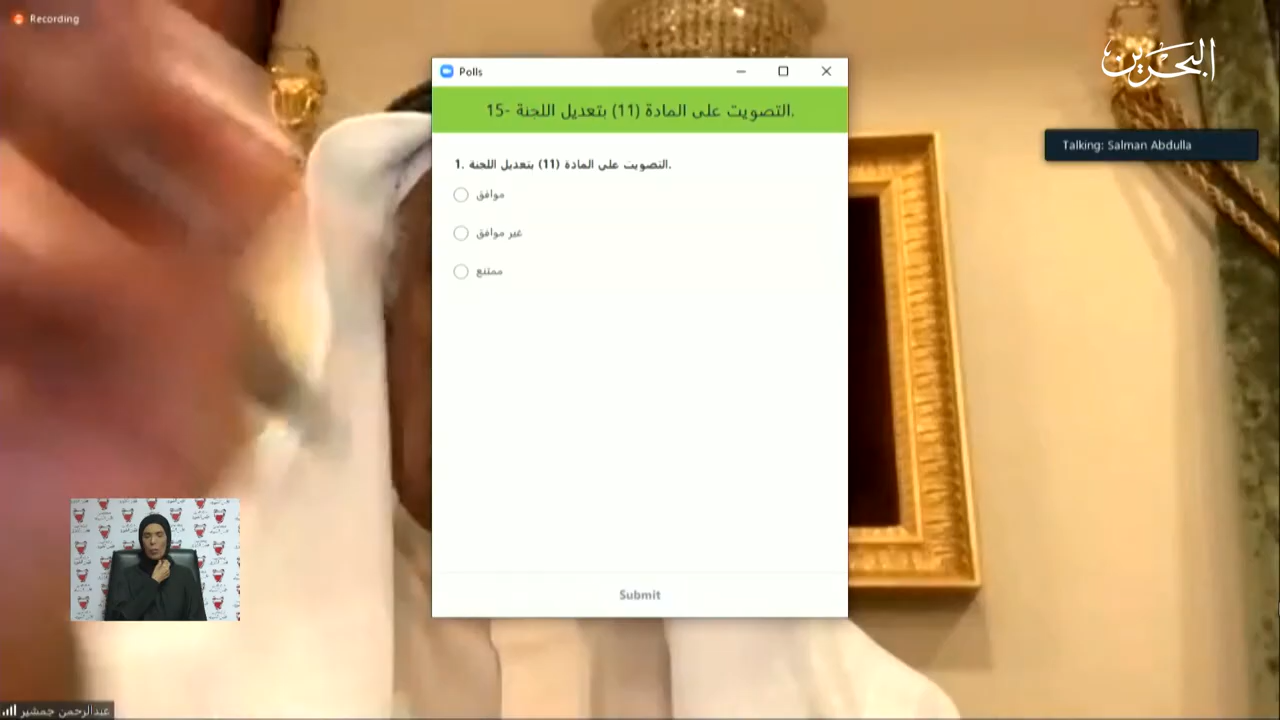 Recording
البحرين
Polls
15- التصويت على المادة (11) بتعديل اللجنة.
Talking: Salman Abdulla
1. التصويت على المادة (11) بتعديل اللجنة.
موافق
غير موافق
ممتنع
Submit
عبدالرحمن جمشير